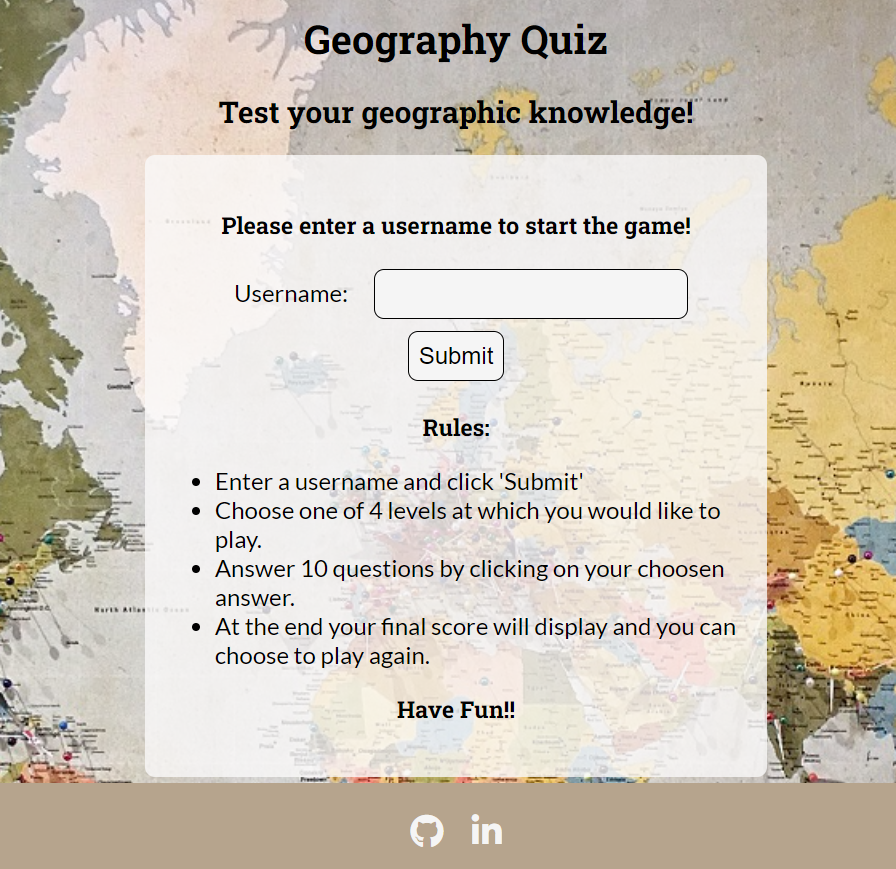 Geography Quiz
Test your geographic knowledge!
Please enter a username to start the game!
Username:
Submit
Rules:
Enter a username and click 'Submit'
Choose one of 4 levels at which you would like to
play.
Answer 10 questions by clicking on your choosen
answer.
At the end your final score will display and you can
choose to play again.
Have Fun!!
in